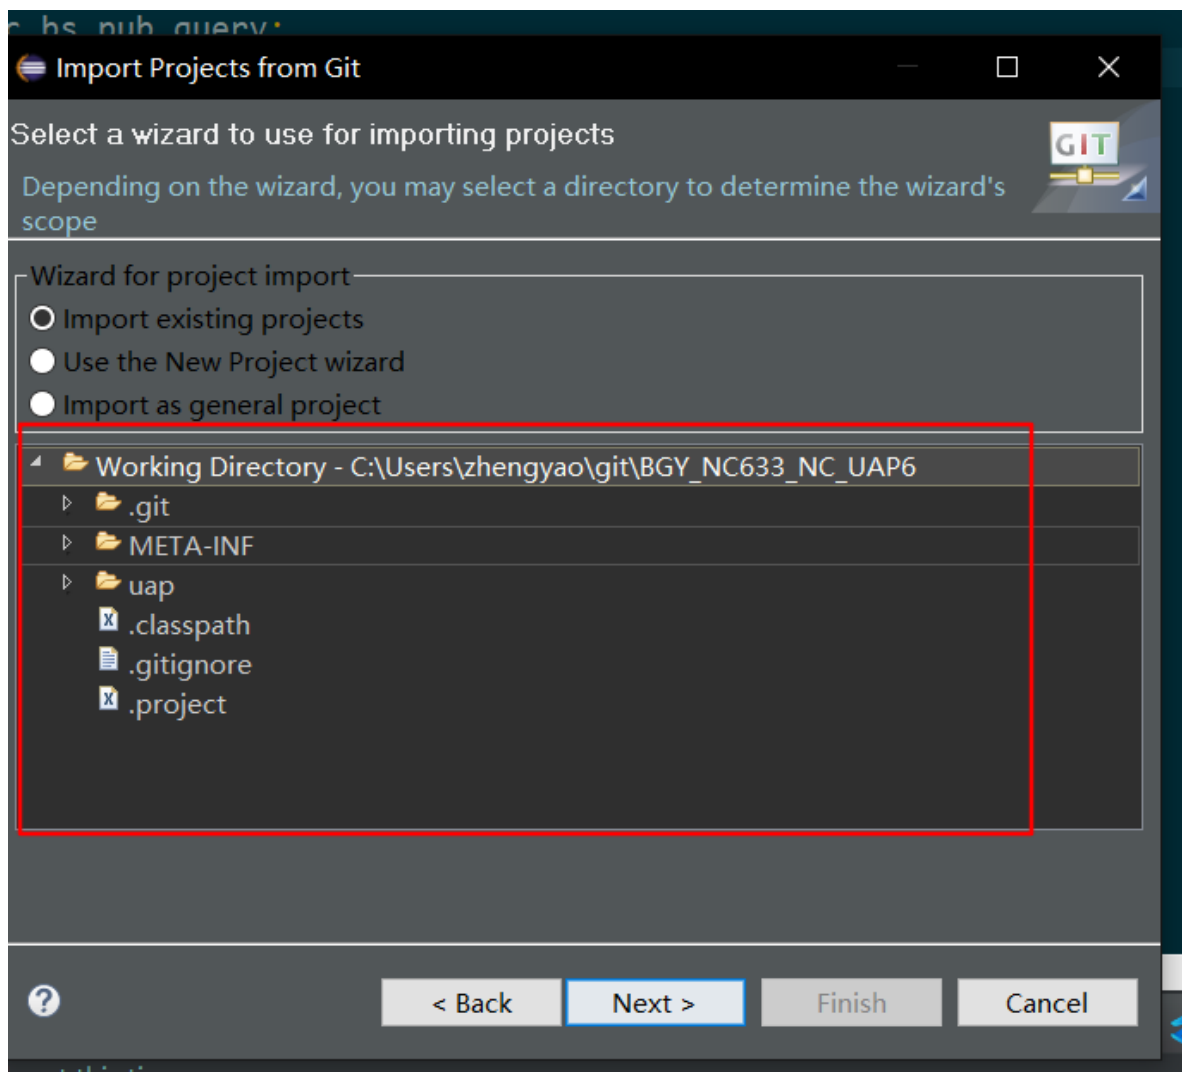 c hs pub query:
Import Projects from Git
Select a wizard to use for importing projects
GIT
Depending on the wizard, you may select a directory to determine the wizard's
scope
Wizard for project import
Import existing projects
Use the New Project wizard
Import as general project
Working Directory - C:\Users\zhengyao\git\BGY_NC633_NC_UAP6
.git
META-INF
uap
.classpath
.gitignore
.project
?
< Back
Next >
Finish
Cancel